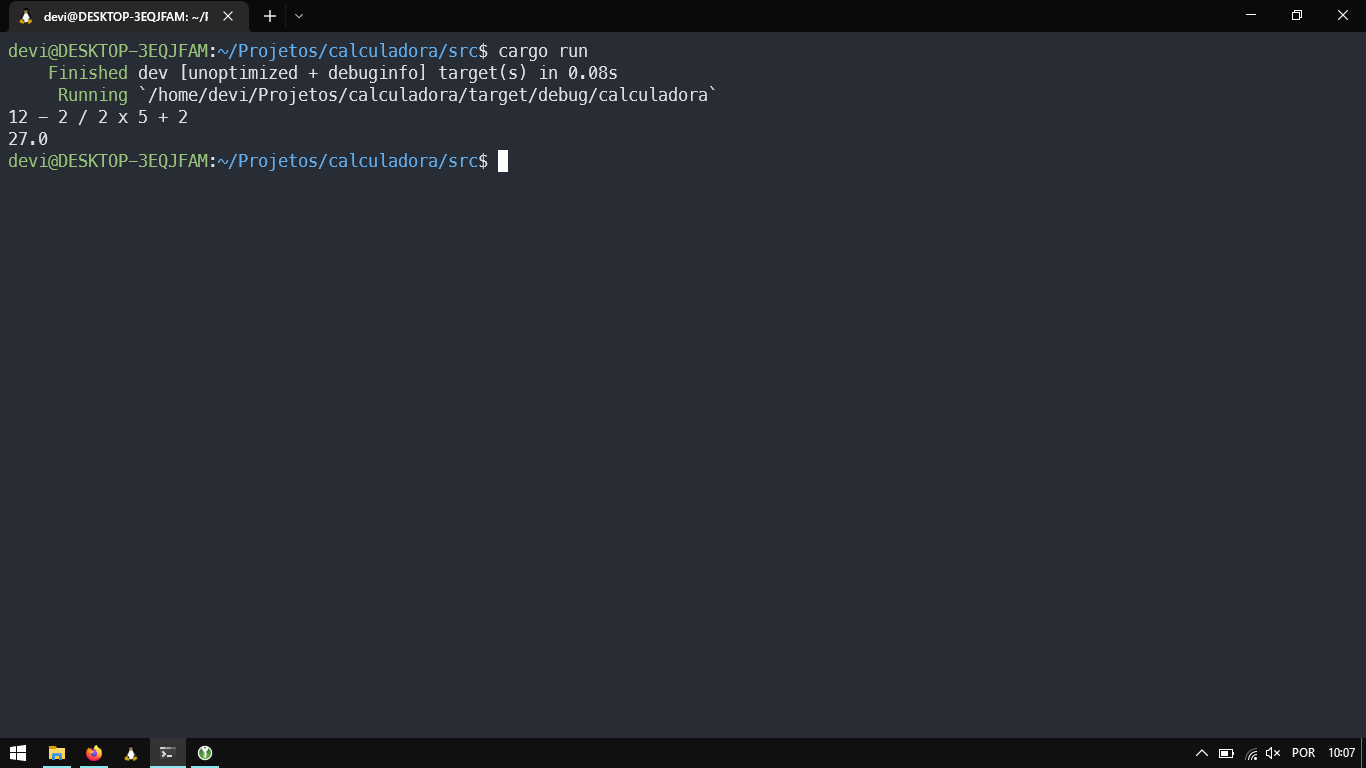 devi@DESKTOP-3EQJFAM: ~/F
devi@DESKTOP-3EQJFAM:~/Projetos/calculadora/src$ cargo run
Finished dev [unoptimized + debuginfo] target(s) in 0.08s
Running `/home/devi/Projetos/calculadora/target/debug/calculadora`
12 - 2 / 2 x 5 + 2
27.0
devi@DESKTOP-3EQJFAM:~/Projetos/calculadora/src$
POR 10:07